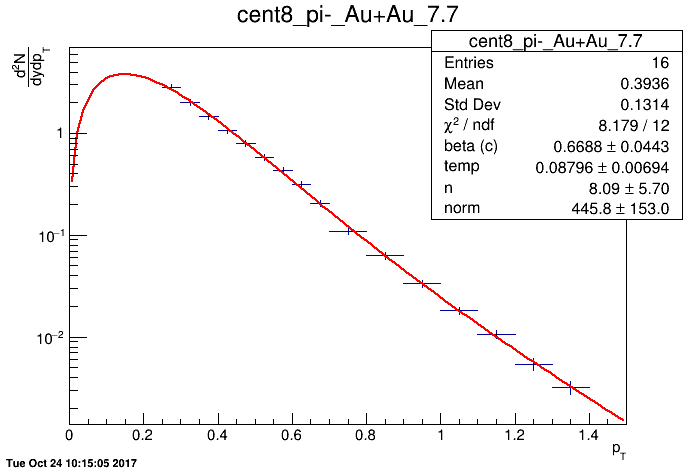 cent8_pi-_Au+Au_7.7
d²N
dydp_T
cent8_pi-_Au+Au_7.7
Entries 16
Mean 0.3936
Std Dev 0.1314
χ² / ndf 8.179 / 12
beta (c) 0.6688 ± 0.0443
temp 0.08796 ± 0.00694
n 8.09 ± 5.70
norm 445.8 ± 153.0
1
10⁻¹
10⁻²
0 0.2 0.4 0.6 0.8 1 1.2 1.4
p_T
Tue Oct 24 10:15:05 2017